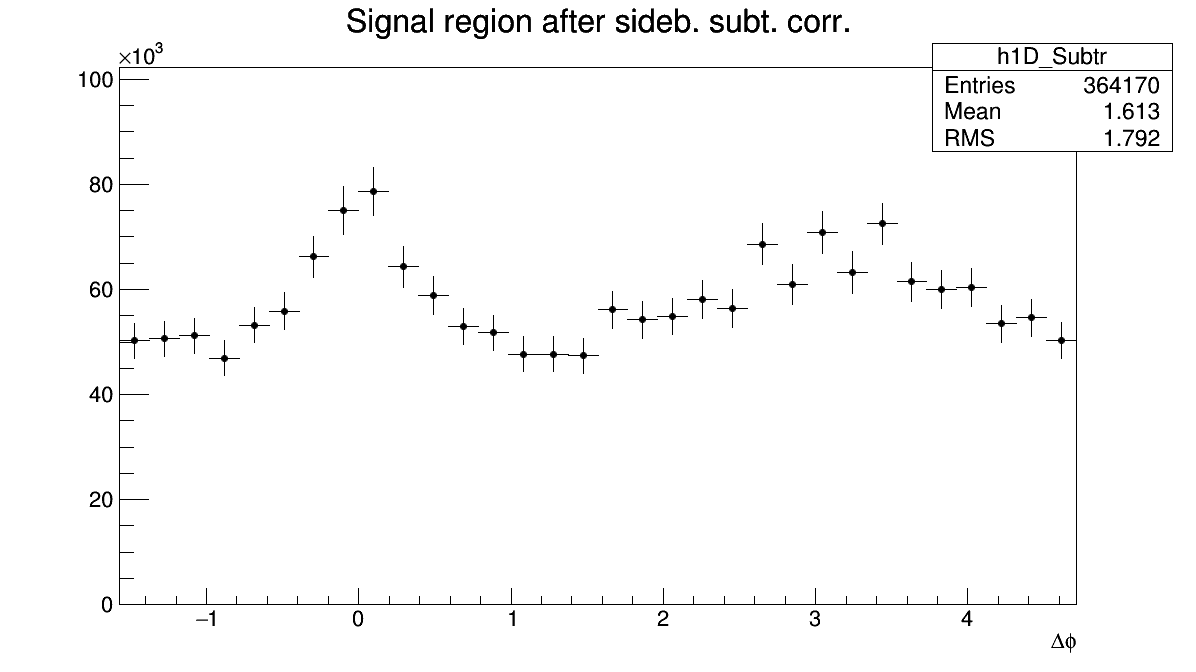 Signal region after sideb. subt. corr.
×10³
h1D_Subtr
Entries 364170
Mean 1.613
RMS 1.792
100
80
60
40
20
0
−1 0 1 2 3 4
Δϕ